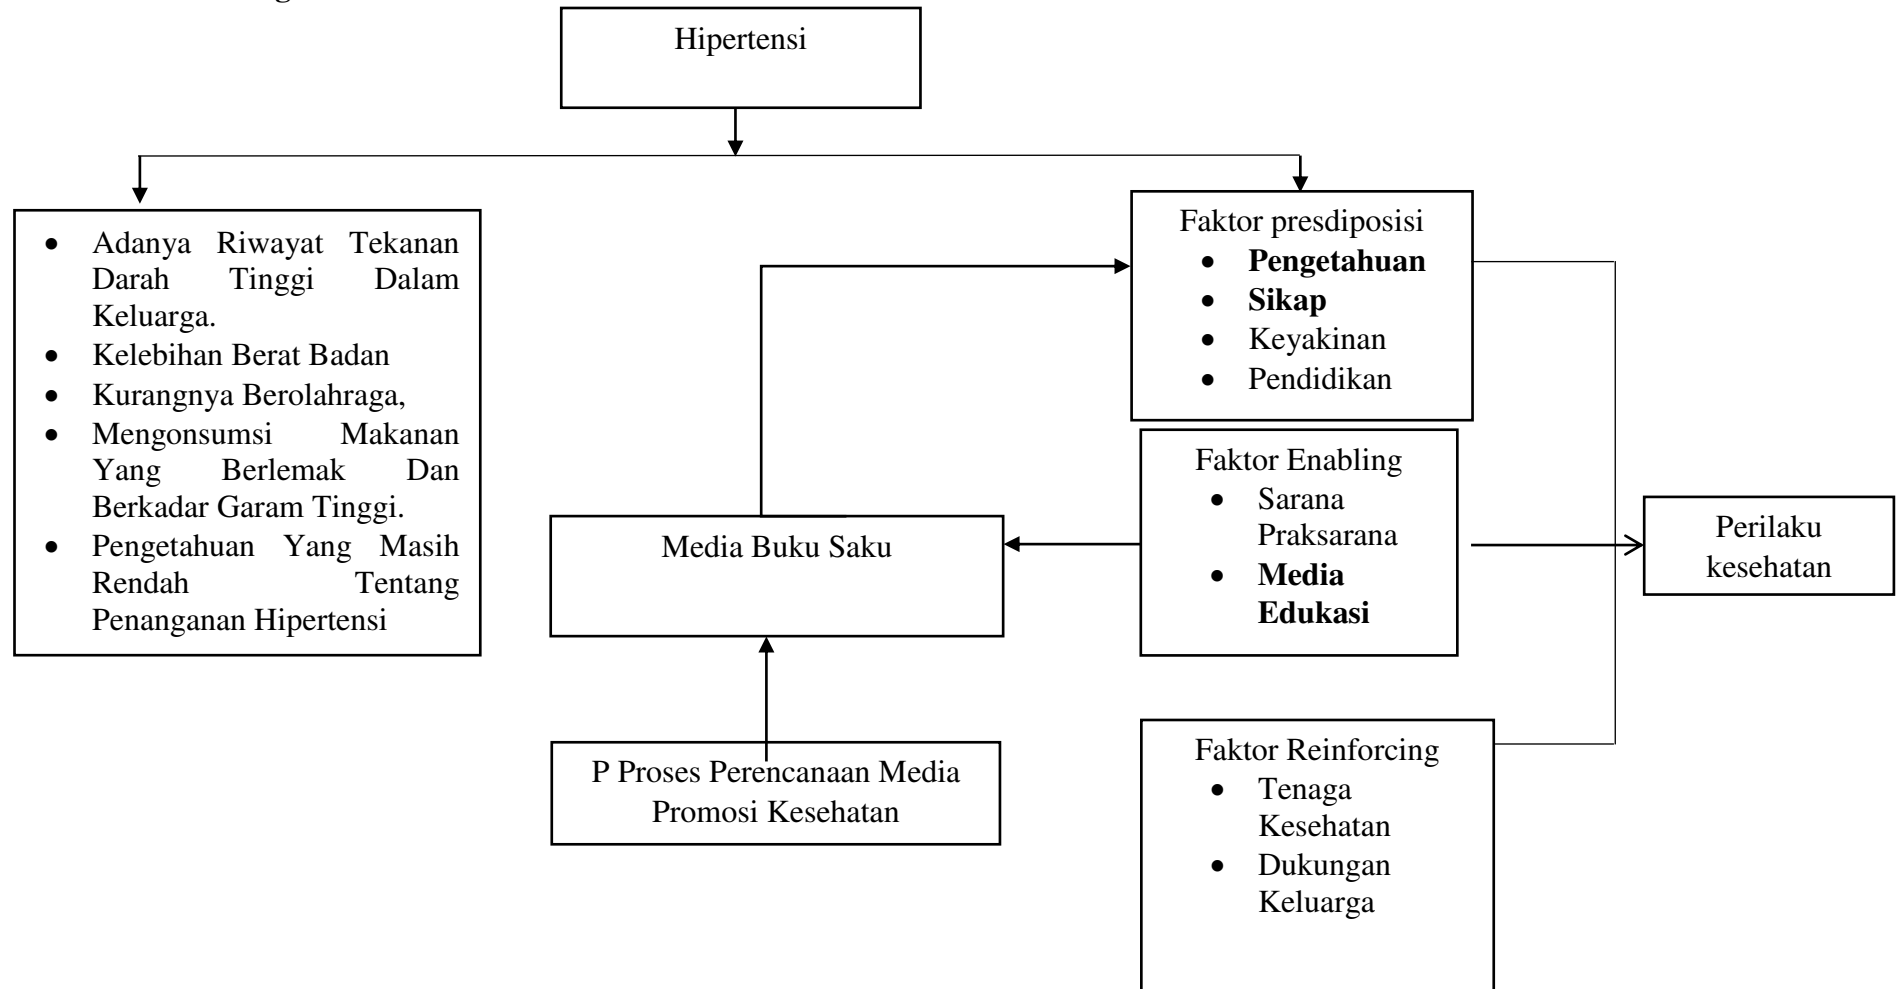 Hipertensi
• Adanya Riwayat Tekanan
Darah Tinggi Dalam
Keluarga.
• Kelebihan Berat Badan
• Kurangnya Berolahraga,
• Mengonsumsi Makanan
Yang Berlemak Dan
Berkadar Garam Tinggi.
• Pengetahuan Yang Masih
Rendah Tentang
Penanganan Hipertensi
Faktor presdiposisi
• Pengetahuan
• Sikap
• Keyakinan
• Pendidikan
Faktor Enabling
• Sarana
Praksarana
• Media
Edukasi
Media Buku Saku
Perilaku
kesehatan
P Proses Perencanaan Media
Promosi Kesehatan
Faktor Reinforcing
• Tenaga
Kesehatan
• Dukungan
Keluarga